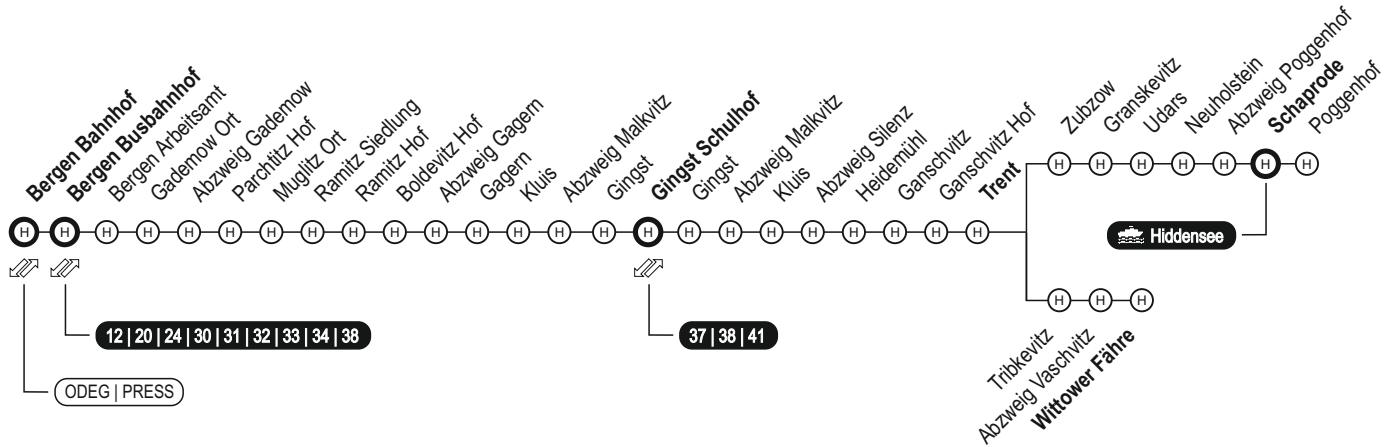 Bergen Bahnhof
Bergen Busbahnhof
Bergen Arbeitsamt
Gademow Ort
Abzweig Gademow
Parchtitz Hof
Muglitz Ort
Ramitz Siedlung
Ramitz Hof
Boldevitz Hof
Abzweig Gagern
Gagern
Kluis
Abzweig Malkvitz
Gingst
Gingst Schulhof
Gingst
Abzweig Malkvitz
Kluis
Abzweig Silenz
Heidemühl
Ganschvitz
Ganschvitz Hof
Trent
Zubzow
Granskevitz
Udars
Neuholstein
Abzweig Poggenhof
Schaprode
Poggenhof
H H H H H H H
H H H H H H H H H H H H H H H H H H H H H H H H
Hiddensee
H H H
12 | 20 | 24 | 30 | 31 | 32 | 33 | 34 | 38
37 | 38 | 41
Tribkevitz
Abzweig Vaschvitz
Wittower Fähre
ODEG | PRESS